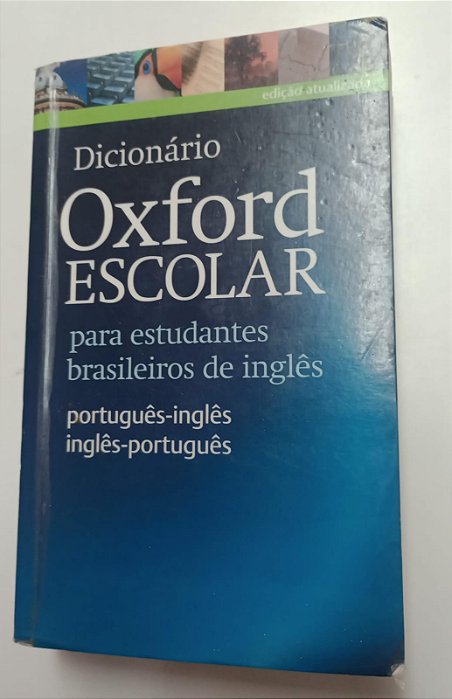 edição atualizada
Dicionário
Oxford
ESCOLAR
para estudantes
brasileiros de inglês
português-inglês
inglês-português